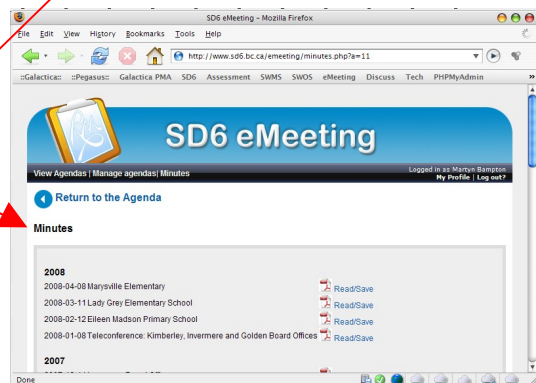 SD6 eMeeting - Mozilla Firefox
File Edit View History Bookmarks Tools Help
http://www.sd6.bc.ca/emeeting/minutes.php?a=11
::Galactica:: ::Pegasus:: Galactica PMA SD6 Assessment SWMS SWOS eMeeting Discuss Tech PHPMyAdmin »
SD6 eMeeting
View Agendas | Manage agendas| Minutes
Logged in as Martyn Bampton
My Profile | Log out?
Return to the Agenda
Minutes
2008
2008-04-08 Marysville Elementary Read/Save
2008-03-11 Lady Grey Elementary School Read/Save
2008-02-12 Eileen Madson Primary School Read/Save
2008-01-08 Teleconference: Kimberley, Invermere and Golden Board Offices Read/Save
2007
Done